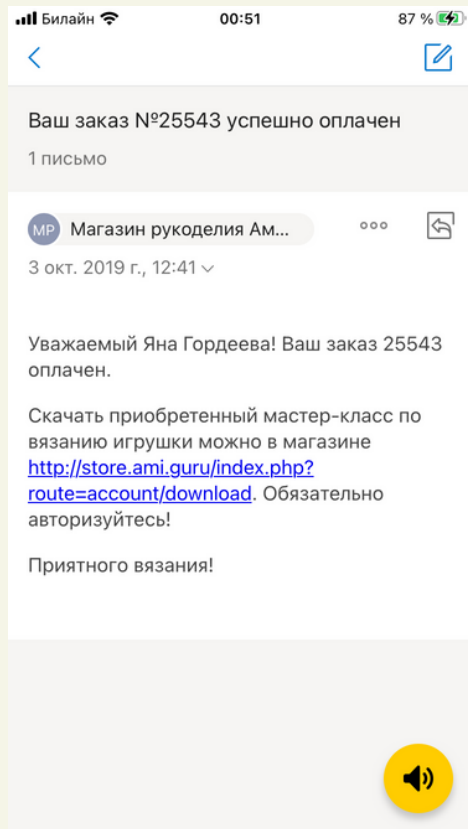 Билайн 00:51 87 %
Ваш заказ №25543 успешно оплачен
1 письмо
МР Магазин рукоделия Ам...
3 окт. 2019 г., 12:41
Уважаемый Яна Гордеева! Ваш заказ 25543
оплачен.
Скачать приобретенный мастер-класс по
вязанию игрушки можно в магазине
http://store.ami.guru/index.php?
route=account/download. Обязательно
авторизуйтесь!
Приятного вязания!